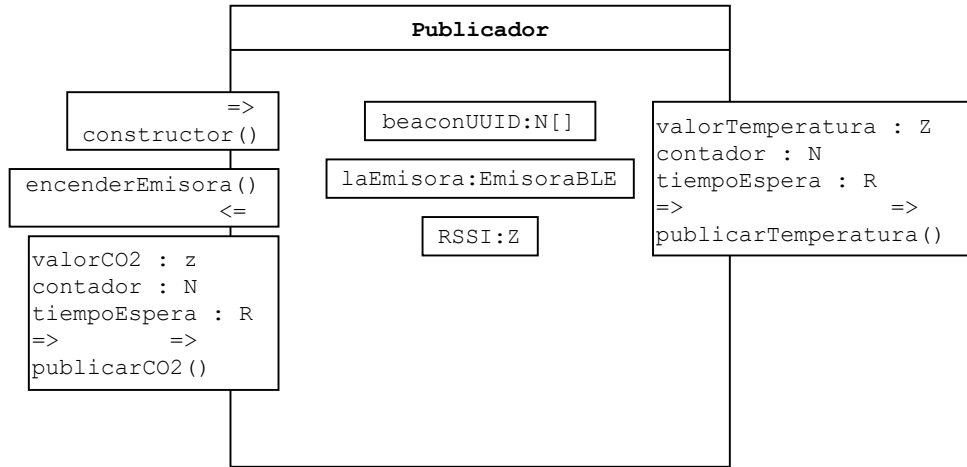 Publicador
=>
constructor()
encenderEmisora()
<=
valorCO2 : z
contador : N
tiempoEspera : R
=> =>
publicarCO2()
beaconUUID:N[]
laEmisora:EmisoraBLE
RSSI:Z
valorTemperatura : Z
contador : N
tiempoEspera : R
=> =>
publicarTemperatura()